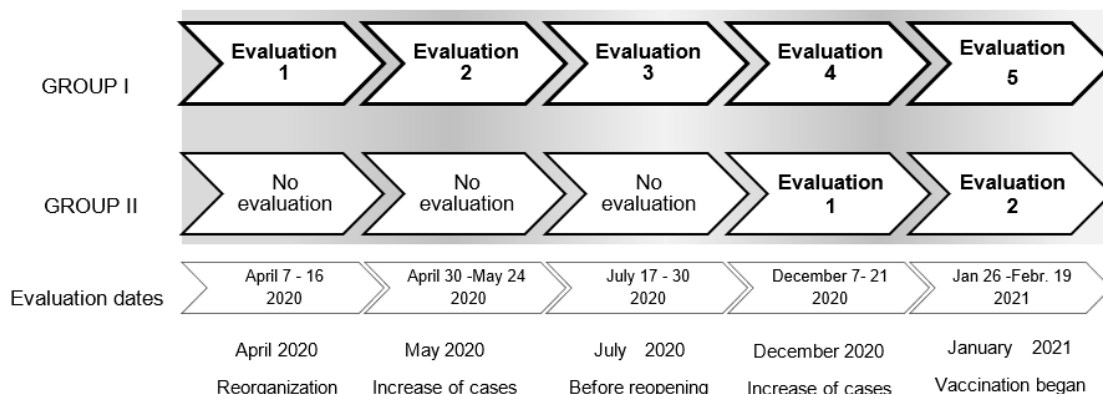 Evaluation
1
Evaluation
2
Evaluation
3
Evaluation
4
Evaluation
5
GROUP I
No
evaluation
No
evaluation
No
evaluation
Evaluation
1
Evaluation
2
GROUP II
Evaluation dates
April 7 - 16
2020
April 30 -May 24
2020
July 17 - 30
2020
December 7- 21
2020
Jan 26 -Febr. 19
2021
April 2020
May 2020
July 2020
December 2020
January 2021
Reorganization
Increase of cases
Before reopening
Increase of cases
Vaccination began